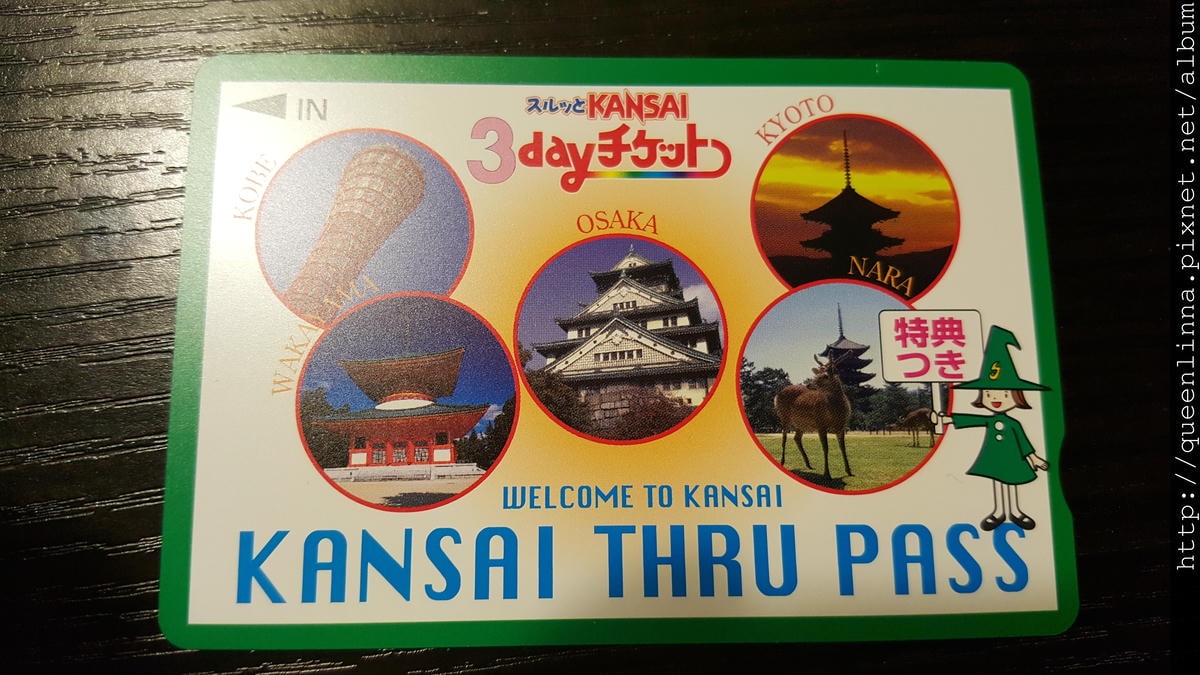 IN
スルッとKANSAI
3dayチケット
KOBE
KYOTO
OSAKA
WAKAYAMA
NARA
特典
つき
S
WELCOME TO KANSAI
KANSAI THRU PASS
http://queenlinna.pixnet.net/album